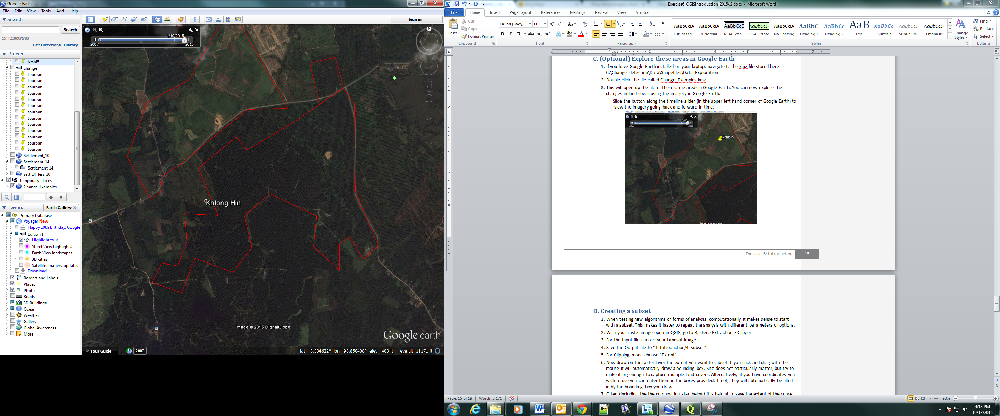 Google Earth
File Edit View Tools Add Help
Search
Search
ex: Restaurants
Get Directions History
Places
Krabi5
change
tourban
tourban
tourban
tourban
tourban
tourban
tourban
tourban
tourban
tourban
tourban
tourban
tourban
Settlement_10
Settlement_14
Settlement_14
sett_14_less_10
Temporary Places
Change_Examples
Layers
Earth Gallery »
Primary Database
Voyager New!
Happy 10th Birthday, Google
Edition 1
Highlight tour
Street View highlights
Earth View landscapes
3D cities
Satellite imagery updates
Download
Borders and Labels
Places
Photos
Roads
3D Buildings
Ocean
Weather
Gallery
Global Awareness
More
Sign in
1/10/2015
2007 2015
N
Khlong Hin
Image © 2015 DigitalGlobe
Google earth
Tour Guide 2007 lat 8.334622° lon 98.850408° elev 403 ft eye alt 11171 ft
Exercise6_QGISIntroduction_2015v2.docx - Microsoft Word
File Home Insert Page Layout References Mailings Review View Acrobat
Paste
Cut
Copy
Format Painter
Clipboard
Calibri (Body) 11
Font
Paragraph
AaBbCcDc AaBbCcDc AaBbCcD AaBbCcD AaBbCcDc AaBbCc AaBbCc AaB AaBbCc. AaBbCcDc AaBbCcDc
List_descri... ¶ Normal RSAC_con... RSAC_Note No Spacing Heading 1 Heading 2 Title Subtitle Subtle Em... Emphasis
Styles
Change Styles
Find
Replace
Select
Editing
C. (Optional) Explore these areas in Google Earth
1. If you have Google Earth installed on your laptop, navigate to the kmz file stored here:
C:\Change_detection\Data\Shapefiles\Data_Exploration
2. Double-click the file called Change_Examples.kmz.
3. This will open up the file of these same areas in Google Earth. You can now explore the
changes in land cover using the imagery in Google Earth.
i. Slide the button along the timeline slider (in the upper left hand corner of Google Earth) to
view the imagery going back and forward in time.
1/10/2015
2007 2015
Krabi5
Khlong Hin
Exercise 6: Introduction 15
D. Creating a subset
1. When testing new algorithms or forms of analysis, computationally it makes sense to start
with a subset. This makes it faster to repeat the analysis with different parameters or options.
2. With your raster image open in QGIS, go to Raster > Extraction > Clipper.
3. For the Input file choose your Landsat image.
4. Save the Output file to “1_Introduction/4_subset”.
5. For Clipping mode choose “Extent”.
6. Now draw on the raster layer the extent you want to subset. If you click and drag with the
mouse it will automatically draw a bounding box. Size does not particularly matter, but try to
make it big enough to capture multiple land covers. Alternatively, if you have coordinates you
wish to use you can enter them in the boxes provided. If not, they will automatically be filled
in by the bounding box you draw.
7. Often (including the the compositing step below) it is helpful to save the extent of the subset
Page: 15 of 19 Words: 3,171 98%
4:18 PM
10/13/2015